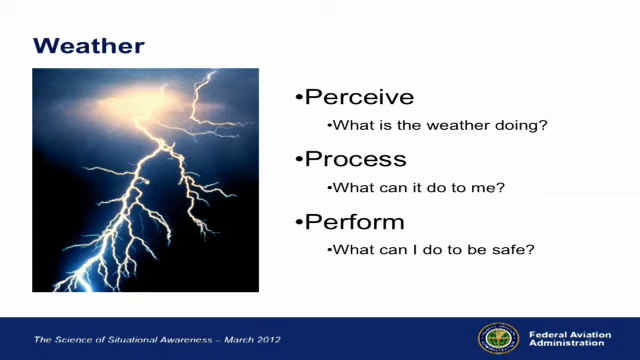 Weather
•Perceive
•What is the weather doing?
•Process
•What can it do to me?
•Perform
•What can I do to be safe?
The Science of Situational Awareness – March 2012
Federal Aviation
Administration